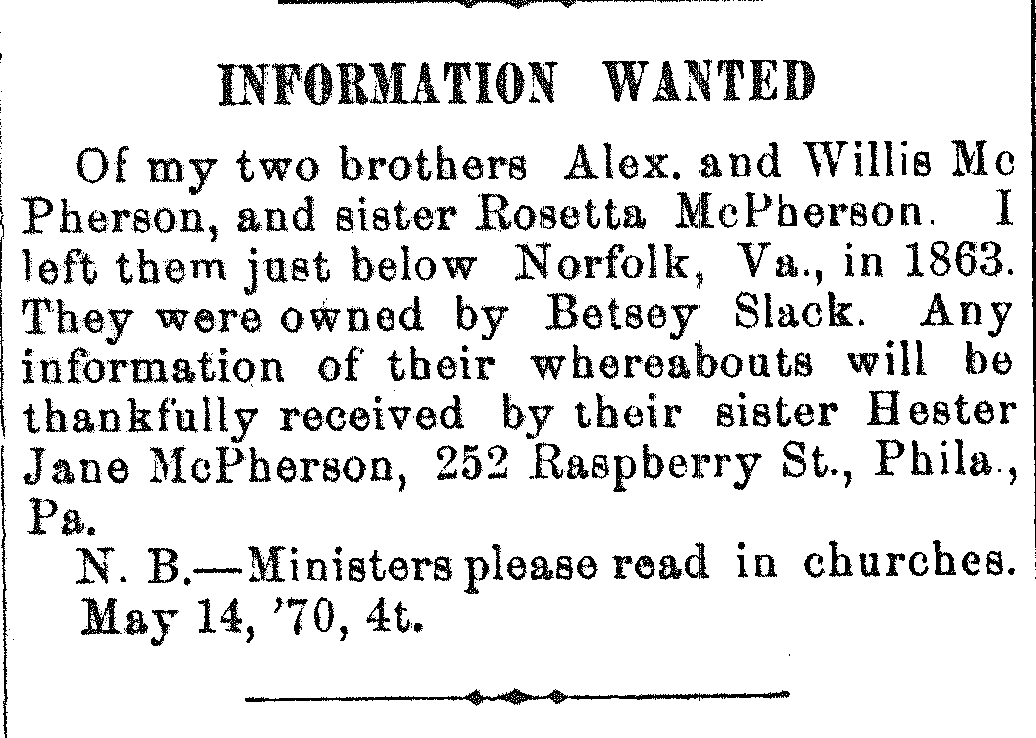 INFORMATION WANTED
Of my two brothers Alex. and Willis Mc
Pherson, and sister Rosetta McPherson. I
left them just below Norfolk, Va., in 1863.
They were owned by Betsey Slack. Any
information of their whereabouts will be
thankfully received by their sister Hester
Jane McPherson, 252 Raspberry St., Phila.,
Pa.
N. B.—Ministers please read in churches.
May 14, '70, 4t.